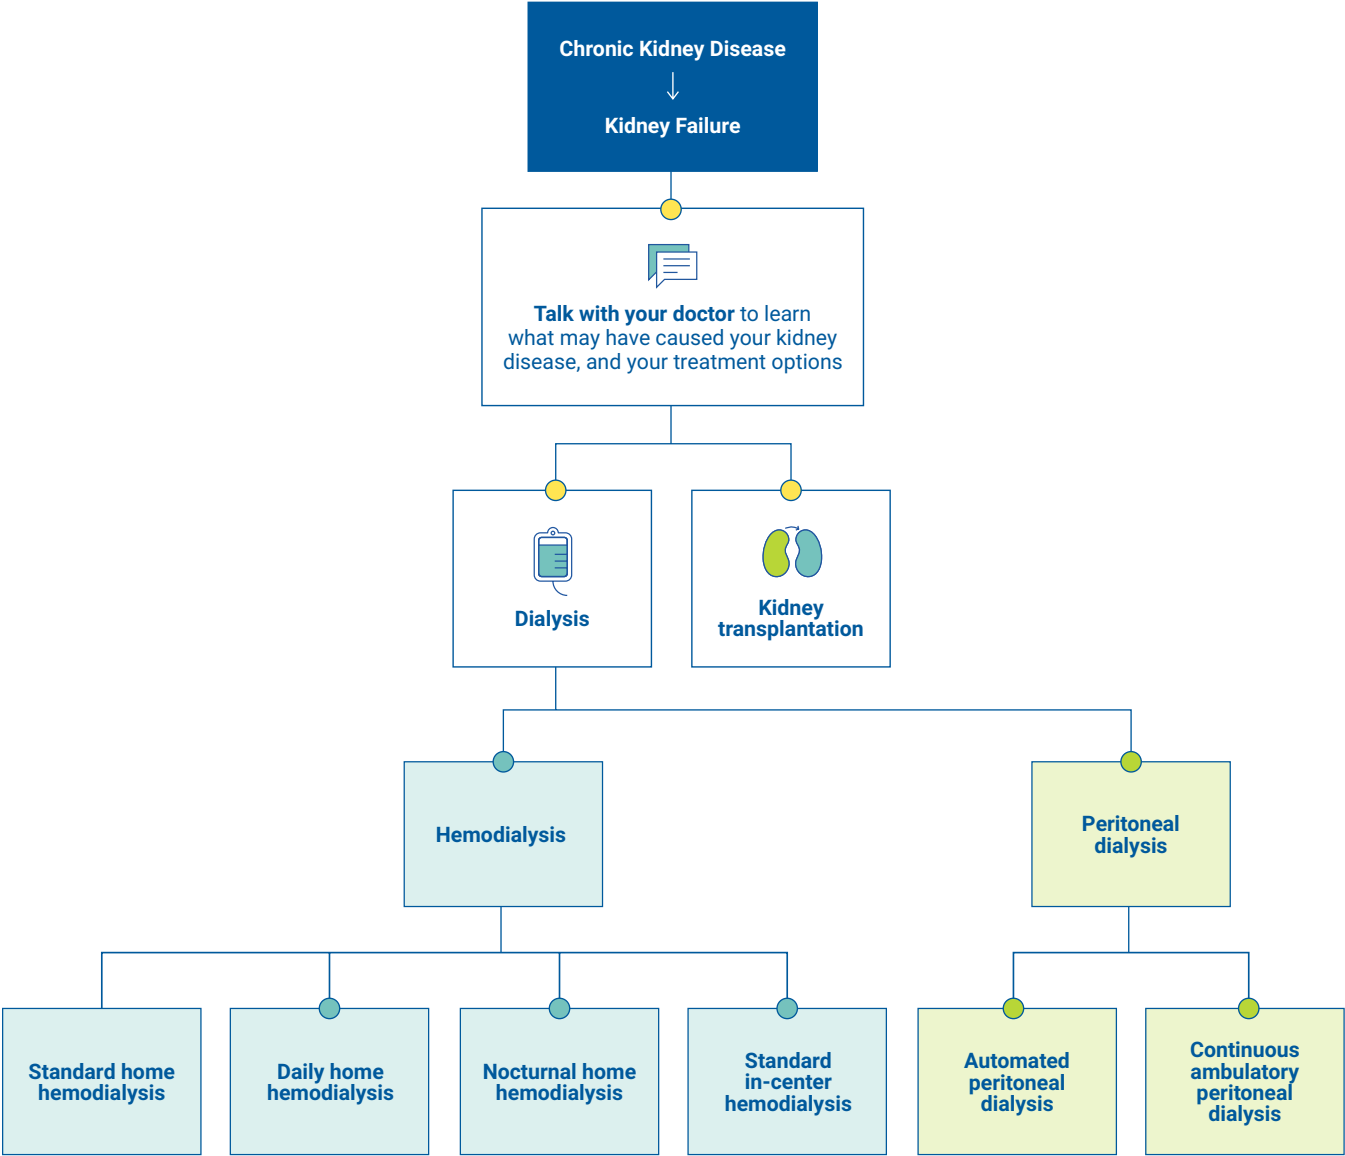 Chronic Kidney Disease
Kidney Failure
Talk with your doctor to learn
what may have caused your kidney
disease, and your treatment options
Dialysis
Kidney
transplantation
Hemodialysis
Peritoneal
dialysis
Standard home
hemodialysis
Daily home
hemodialysis
Nocturnal home
hemodialysis
Standard
in-center
hemodialysis
Automated
peritoneal
dialysis
Continuous
ambulatory
peritoneal
dialysis